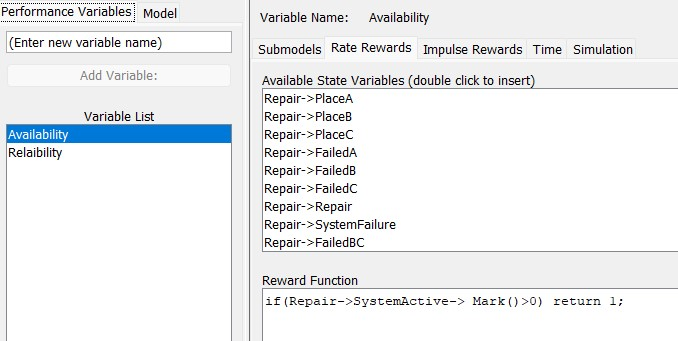 Performance Variables Model
(Enter new variable name)
Add Variable:
Variable List
Availability
Relaibility
Variable Name: Availability
Submodels Rate Rewards Impulse Rewards Time Simulation
Available State Variables (double click to insert)
Repair->PlaceA
Repair->PlaceB
Repair->PlaceC
Repair->FailedA
Repair->FailedB
Repair->FailedC
Repair->Repair
Repair->SystemFailure
Repair->FailedBC
Reward Function
if(Repair->SystemActive-> Mark()>0) return 1;